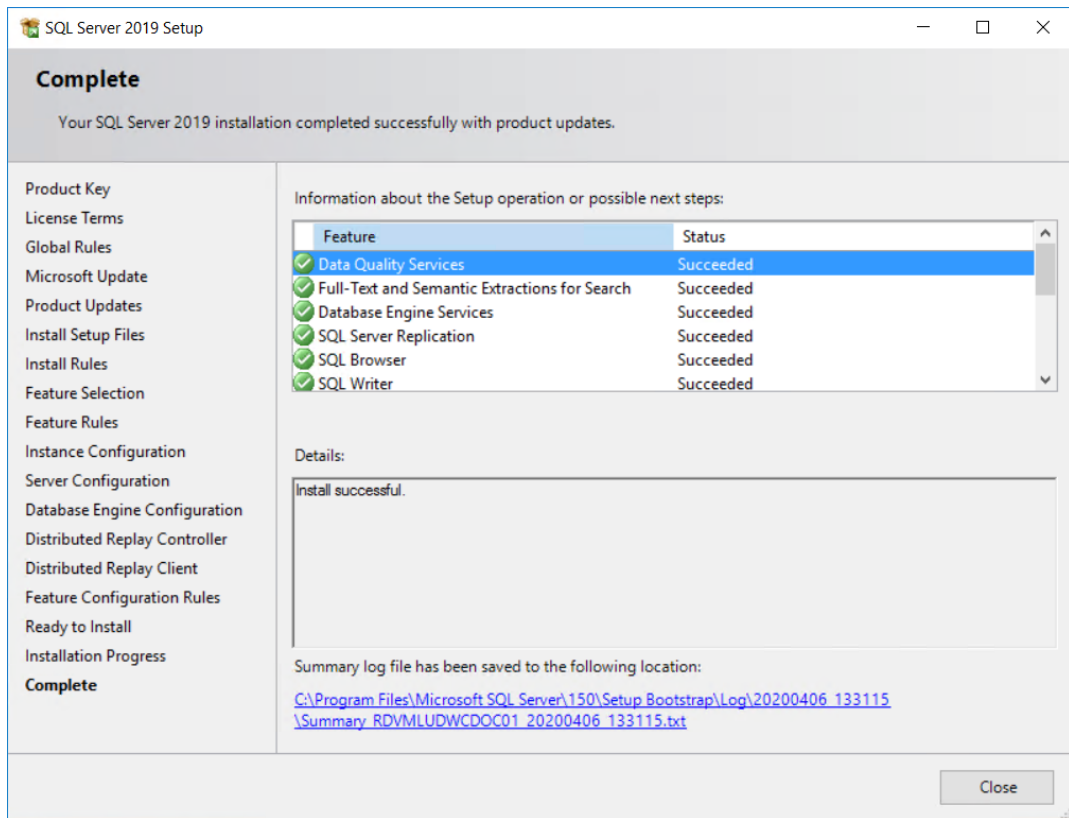 SQL Server 2019 Setup
Complete
Your SQL Server 2019 installation completed successfully with product updates.
Product Key
License Terms
Global Rules
Microsoft Update
Product Updates
Install Setup Files
Install Rules
Feature Selection
Feature Rules
Instance Configuration
Server Configuration
Database Engine Configuration
Distributed Replay Controller
Distributed Replay Client
Feature Configuration Rules
Ready to Install
Installation Progress
Complete
Information about the Setup operation or possible next steps:
Feature Status
Data Quality Services Succeeded
Full-Text and Semantic Extractions for Search Succeeded
Database Engine Services Succeeded
SQL Server Replication Succeeded
SQL Browser Succeeded
SQL Writer Succeeded
Details:
Install successful.
Summary log file has been saved to the following location:
C:\Program Files\Microsoft SQL Server\150\Setup Bootstrap\Log\20200406_133115
\Summary_RDVMLUDWCDOC01_20200406_133115.txt
Close